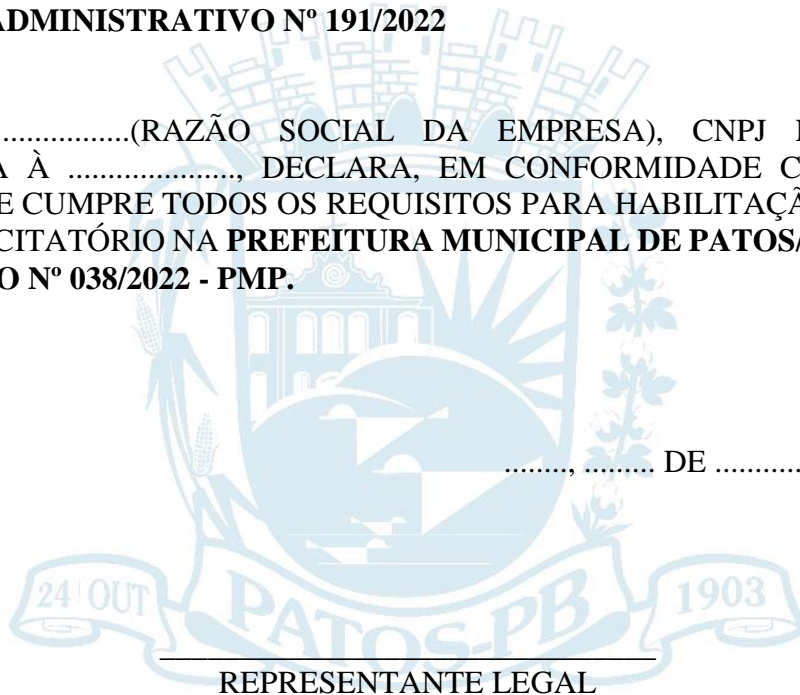 ADMINISTRATIVO Nº 191/2022
................(RAZÃO SOCIAL DA EMPRESA), CNPJ
A À ...................., DECLARA, EM CONFORMIDADE C
E CUMPRE TODOS OS REQUISITOS PARA HABILITAÇÃ
CITATÓRIO NA PREFEITURA MUNICIPAL DE PATOS/
O Nº 038/2022 - PMP.
........, ......... DE ...........
24 OUT
PATOS-PB
1903
REPRESENTANTE LEGAL